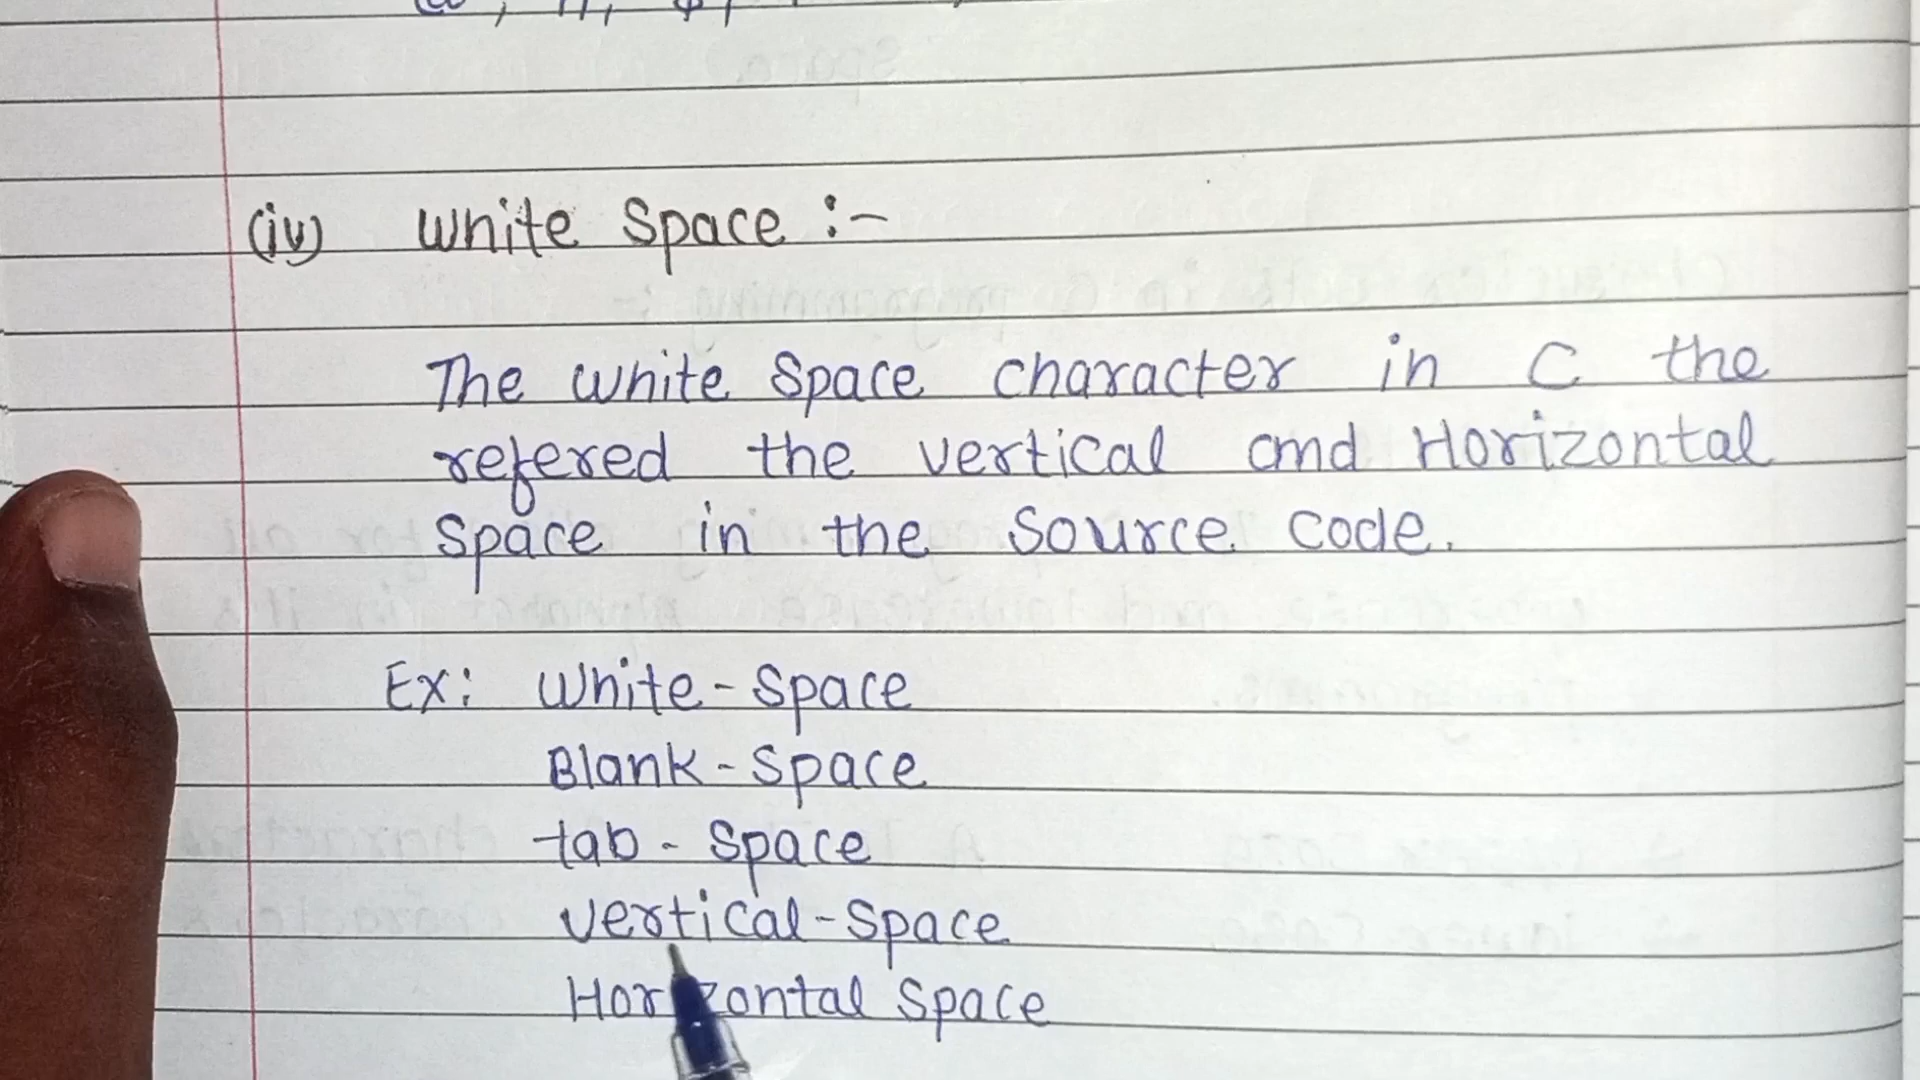 (iv) White Space :-
The white Space character in C the
refered the vertical and Horizontal
Space in the Source code.
Ex: White - Space
Blank - Space
tab - Space
Vertical - Space
Horizontal Space